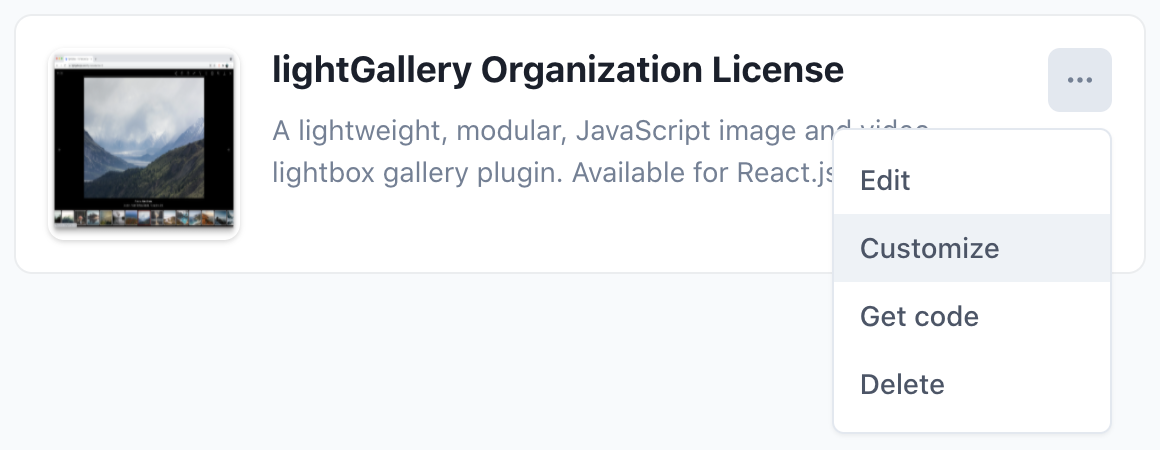 lightGallery Organization License
A lightweight, modular, JavaScript image and video
lightbox gallery plugin. Available for React.js
Edit
Customize
Get code
Delete